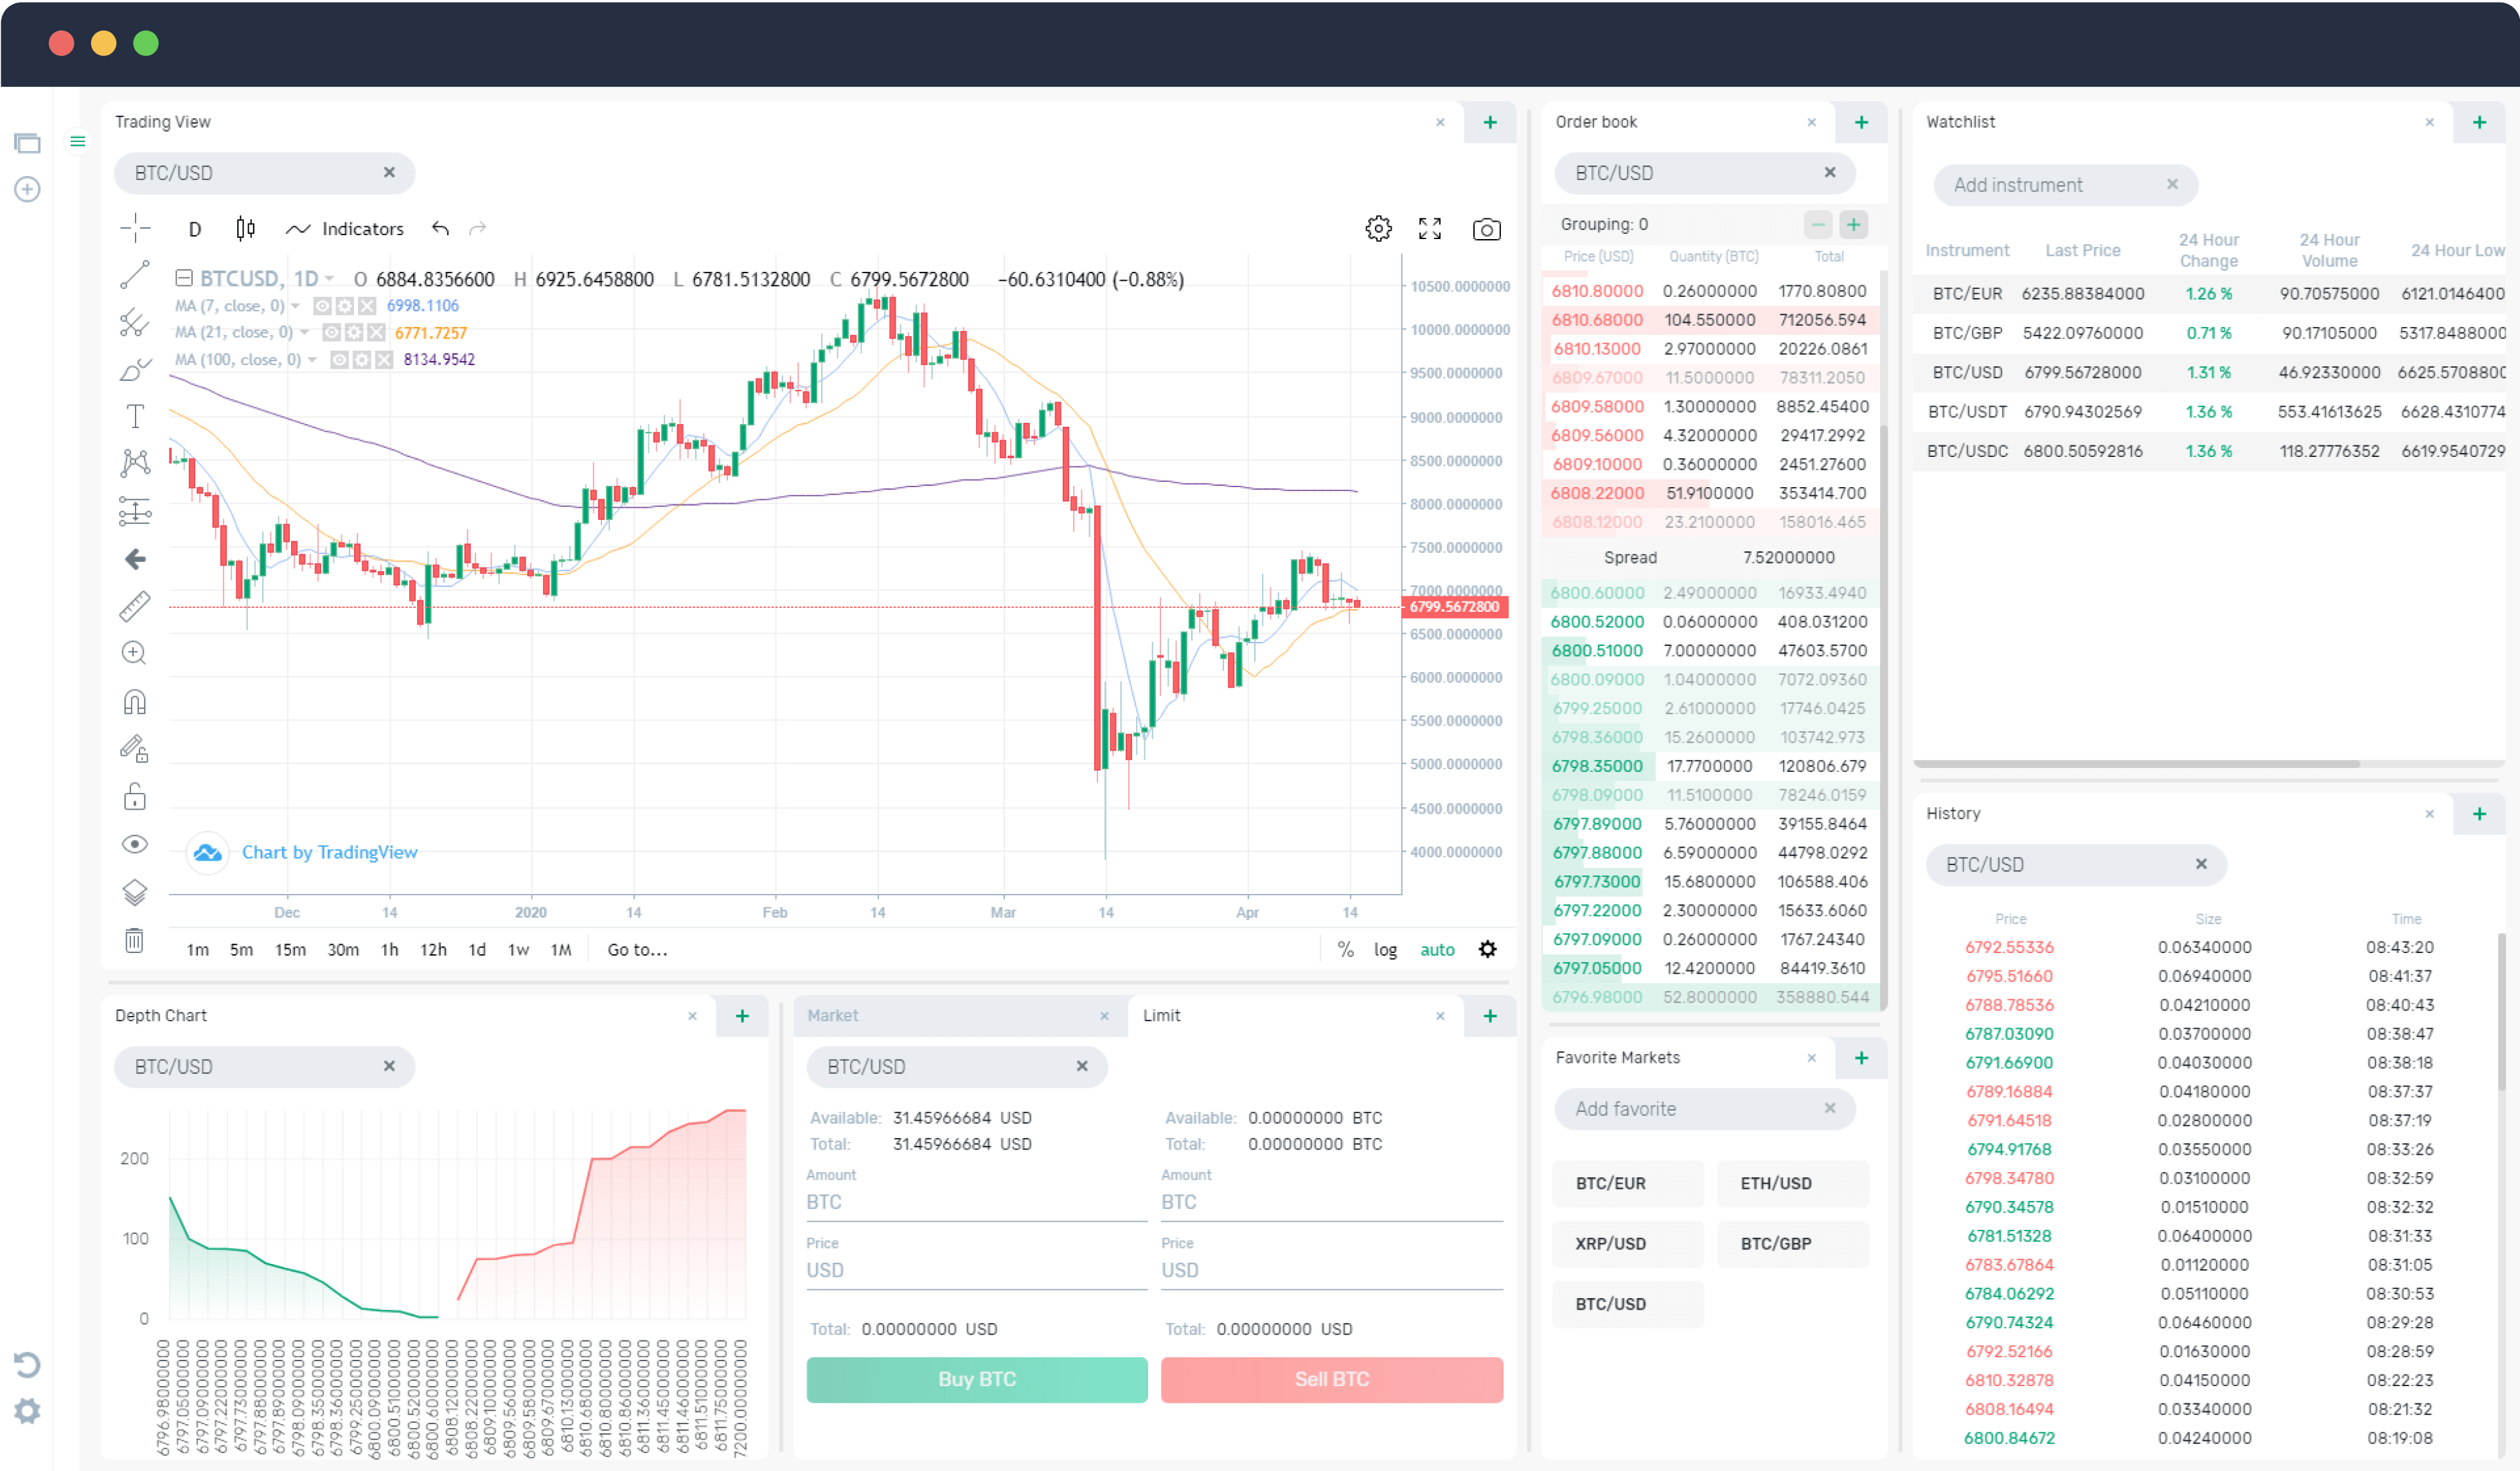 Trading View
BTC/USD
D Indicators
BTCUSD, 1D O 6884.8356600 H 6925.6458800 L 6781.5132800 C 6799.5672800 −60.6310400 (−0.88%)
MA (7, close, 0) 6998.1106
MA (21, close, 0) 6771.7257
MA (100, close, 0) 8134.9542
10500.0000000
10000.0000000
9500.0000000
9000.0000000
8500.0000000
8000.0000000
7500.0000000
7000.0000000
6799.5672800
6500.0000000
6000.0000000
5500.0000000
5000.0000000
4500.0000000
4000.0000000
Chart by TradingView
Dec 14 2020 14 Feb 14 Mar 14 Apr 14
1m 5m 15m 30m 1h 12h 1d 1w 1M Go to... % log auto
Order book
BTC/USD
Grouping: 0
Price (USD) Quantity (BTC) Total
6810.80000 0.26000000 1770.80800
6810.68000 104.550000 712056.594
6810.13000 2.97000000 20226.0861
6809.67000 11.5000000 78311.2050
6809.58000 1.30000000 8852.45400
6809.56000 4.32000000 29417.2992
6809.10000 0.36000000 2451.27600
6808.22000 51.9100000 353414.700
6808.12000 23.2100000 158016.465
Spread 7.52000000
6800.60000 2.49000000 16933.4940
6800.52000 0.06000000 408.031200
6800.51000 7.00000000 47603.5700
6800.09000 1.04000000 7072.09360
6799.25000 2.61000000 17746.0425
6798.36000 15.2600000 103742.973
6798.35000 17.7700000 120806.679
6798.09000 11.5100000 78246.0159
6797.89000 5.76000000 39155.8464
6797.88000 6.59000000 44798.0292
6797.73000 15.6800000 106588.406
6797.22000 2.30000000 15633.6060
6797.09000 0.26000000 1767.24340
6797.05000 12.4200000 84419.3610
6796.98000 52.8000000 358880.544
Watchlist
Add instrument
Instrument Last Price 24 Hour Change 24 Hour Volume 24 Hour Low
BTC/EUR 6235.88384000 1.26 % 90.70575000 6121.0146400
BTC/GBP 5422.09760000 0.71 % 90.17105000 5317.8488000
BTC/USD 6799.56728000 1.31 % 46.92330000 6625.5708800
BTC/USDT 6790.94302569 1.36 % 553.41613625 6628.4310774
BTC/USDC 6800.50592816 1.36 % 118.27776352 6619.9540729
History
BTC/USD
Price Size Time
6792.55336 0.06340000 08:43:20
6795.51660 0.06940000 08:41:37
6788.78536 0.04210000 08:40:43
6787.03090 0.03700000 08:38:47
6791.66900 0.04030000 08:38:18
6789.16884 0.04180000 08:37:37
6791.64518 0.02800000 08:37:19
6794.91768 0.03550000 08:33:26
6798.34780 0.03100000 08:32:59
6790.34578 0.01510000 08:32:32
6781.51328 0.06400000 08:31:33
6783.67864 0.01120000 08:31:05
6784.06292 0.05110000 08:30:53
6790.74324 0.06460000 08:29:28
6792.52166 0.01630000 08:28:59
6810.32878 0.04150000 08:22:23
6808.16494 0.03340000 08:21:32
6800.84672 0.04240000 08:19:08
Depth Chart
BTC/USD
200
100
0
6796.98000000
6797.05000000
6797.09000000
6797.22000000
6797.73000000
6797.88000000
6797.89000000
6798.09000000
6798.35000000
6798.36000000
6799.25000000
6800.09000000
6800.51000000
6800.52000000
6800.60000000
6808.12000000
6808.22000000
6809.10000000
6809.56000000
6809.58000000
6809.67000000
6810.13000000
6810.68000000
6810.80000000
6810.86000000
6811.36000000
6811.45000000
6811.46000000
6811.51000000
6811.75000000
7200.00000000
Market Limit
BTC/USD
Available: 31.45966684 USD Available: 0.00000000 BTC
Total: 31.45966684 USD Total: 0.00000000 BTC
Amount Amount
BTC BTC
Price Price
USD USD
Total: 0.00000000 USD Total: 0.00000000 USD
Buy BTC Sell BTC
Favorite Markets
Add favorite
BTC/EUR ETH/USD
XRP/USD BTC/GBP
BTC/USD